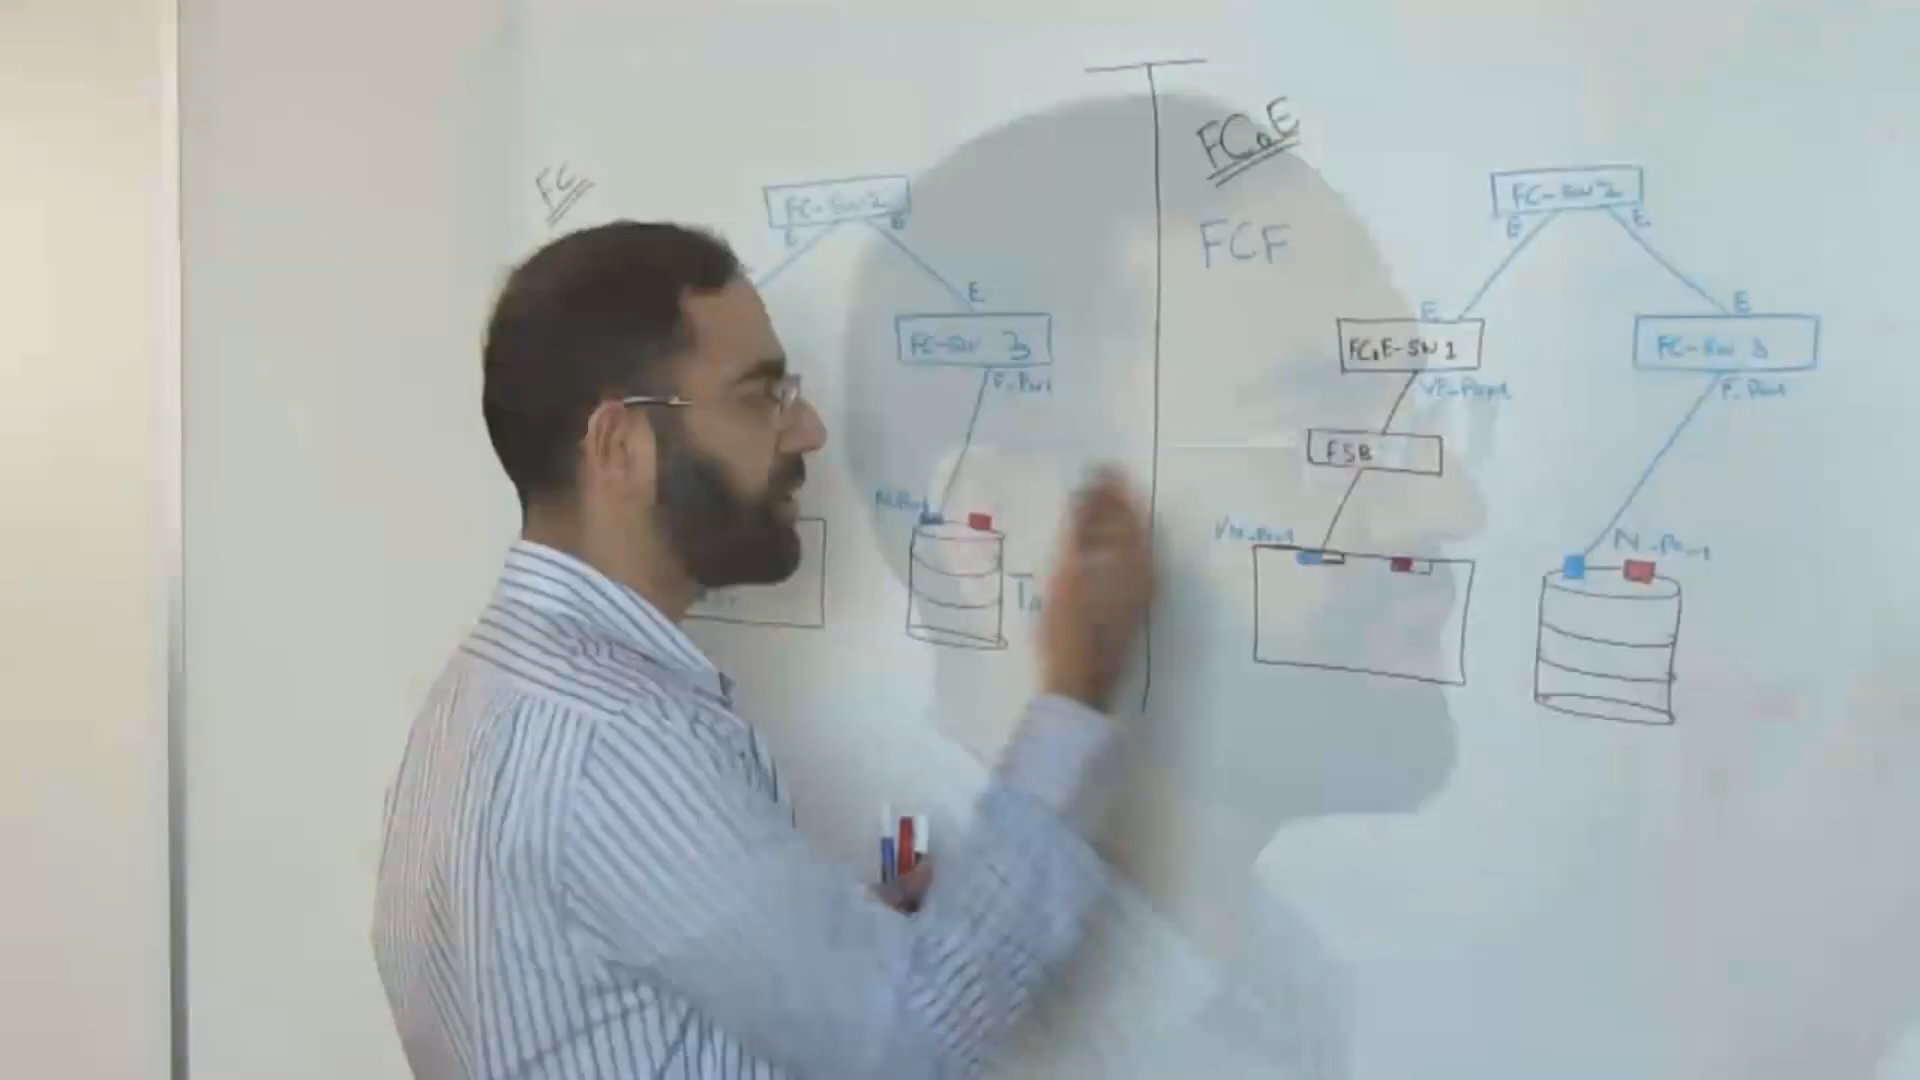 FC
FC-SW 2
E
E
E
FC-SW 3
F-Port
N-Port
FCoE
FCF
FC-SW 2
E
E
E
E
FCoE-SW 1
FC-SW 3
VF-Port
F-Port
FSB
VN-Port
N-Port